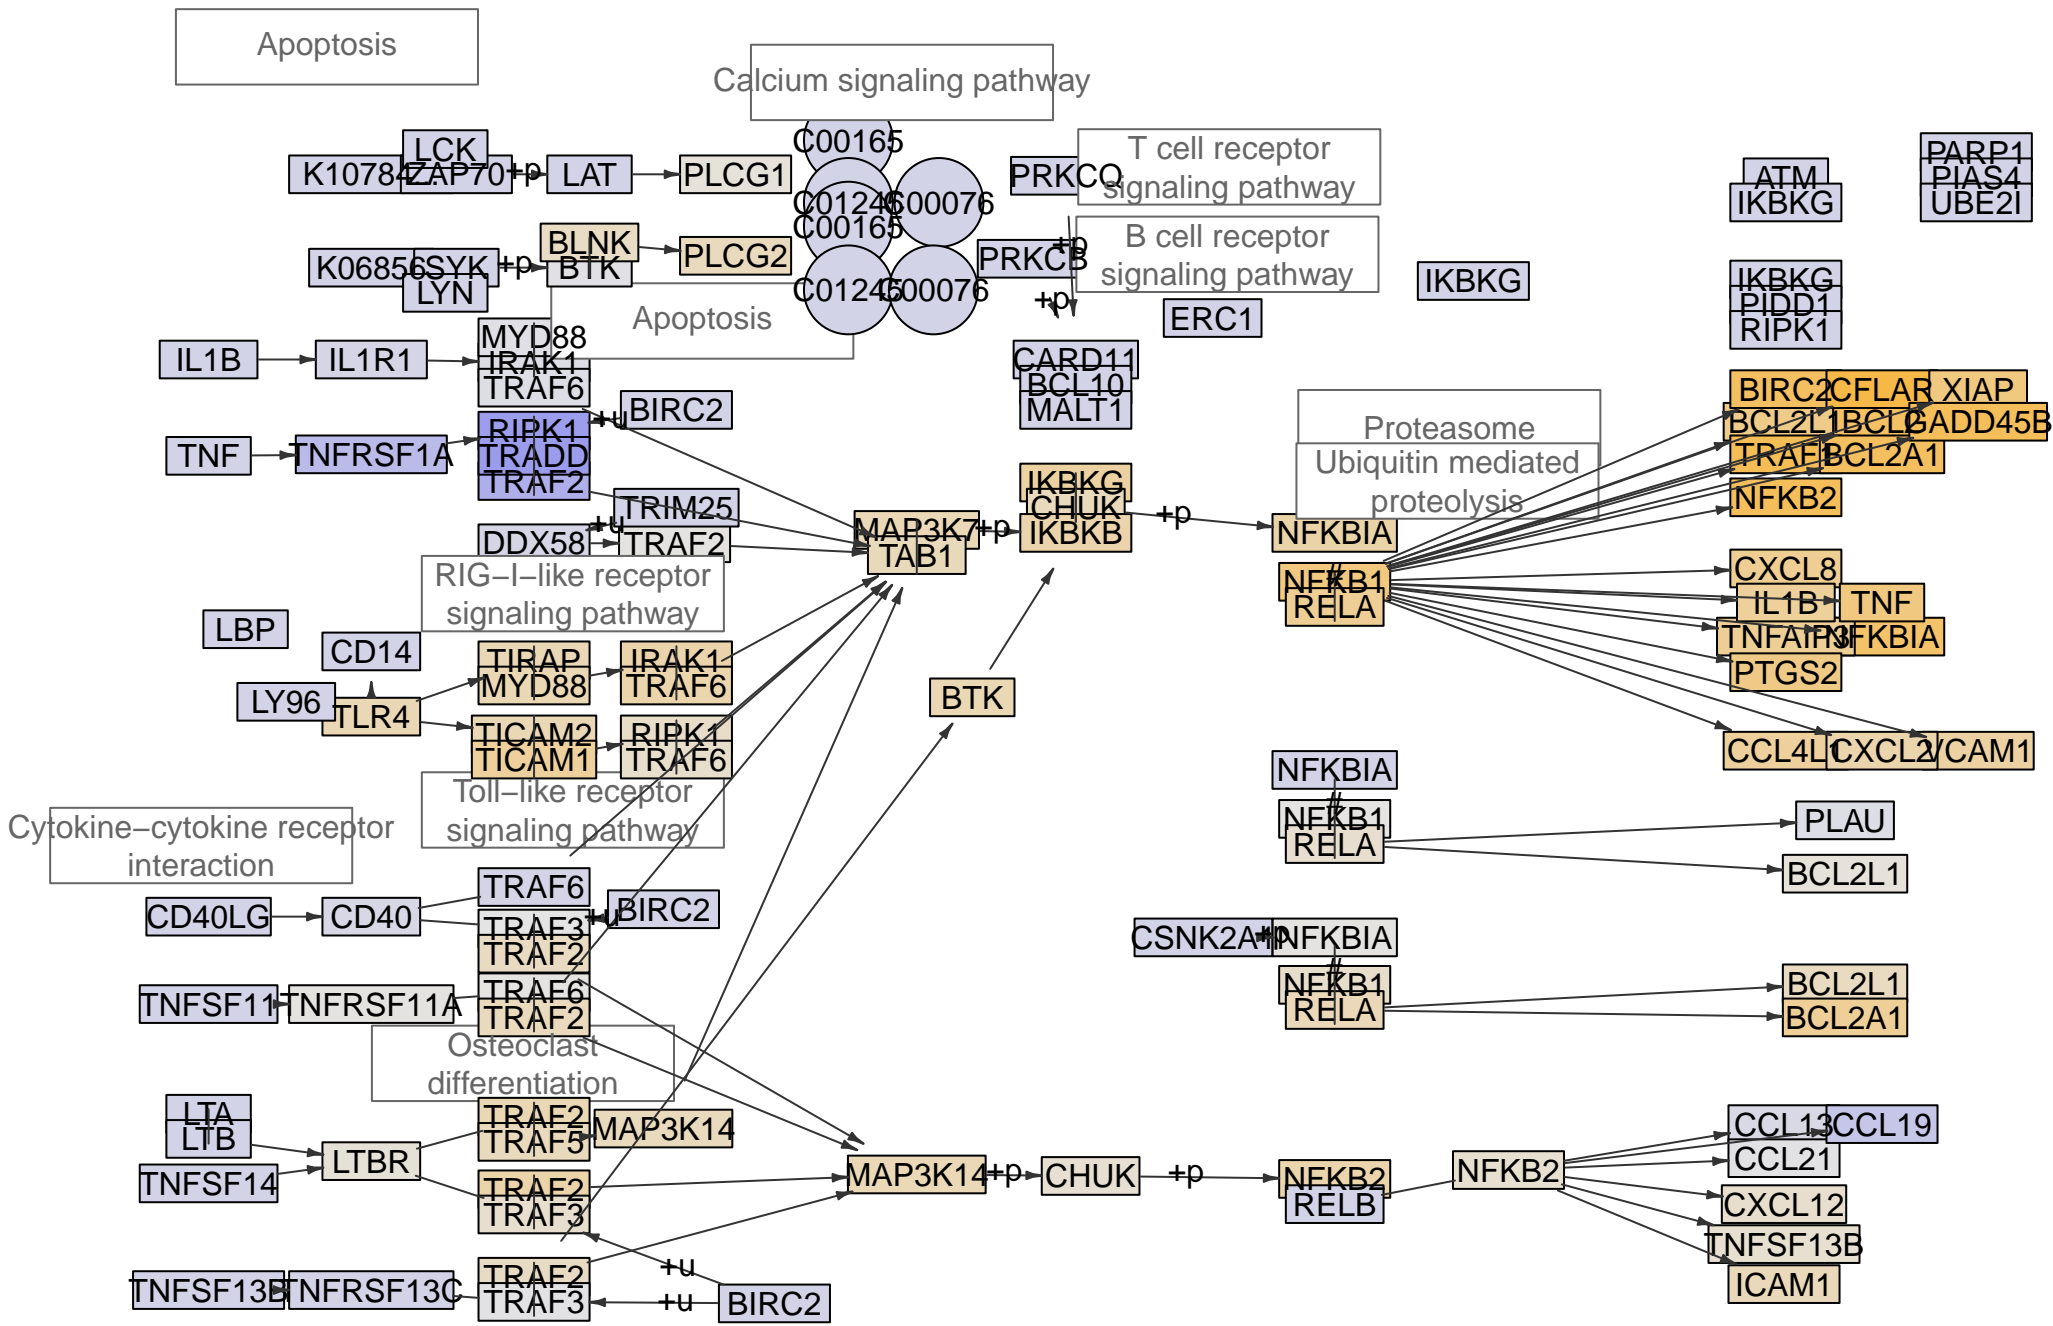 Apoptosis
Calcium signaling pathway
C00165
T cell receptor
signaling pathway
LCK
K10784
ZAP70
+p
LAT
PLCG1
C01246
C00076
C00165
PRKCQ
PARP1
PIAS4
UBE2I
ATM
IKBKG
B cell receptor
signaling pathway
BLNK
PLCG2
K06856
SYK
+p
BTK
LYN
C01245
C00076
PRKCB
+p
+p
IKBKG
IKBKG
PIDD1
RIPK1
ERC1
Apoptosis
MYD88
IRAK1
TRAF6
IL1B
IL1R1
CARD11
BCL10
MALT1
BIRC2
CFLAR
XIAP
BCL2L1
BCL2
GADD45B
TRAF1
BCL2A1
NFKB2
BIRC2
+u
RIPK1
TRADD
TRAF2
TNF
TNFRSF1A
Proteasome
Ubiquitin mediated
proteolysis
IKBKG
CHUK
IKBKB
+p
NFKBIA
TRIM25
+u
DDX58
TRAF2
MAP3K7
+p
TAB1
RIG−I−like receptor
signaling pathway
NFKB1
RELA
CXCL8
IL1B
TNF
TNFAIP3
NFKBIA
PTGS2
LBP
CD14
LY96
TLR4
TIRAP
MYD88
IRAK1
TRAF6
BTK
TICAM2
TICAM1
RIPK1
TRAF6
CCL4L1
CXCL2
VCAM1
Toll−like receptor
signaling pathway
NFKBIA
NFKB1
RELA
PLAU
BCL2L1
Cytokine−cytokine receptor
interaction
TRAF6
CD40LG
CD40
TRAF3
TRAF2
+u
BIRC2
CSNK2A1
+p
NFKBIA
NFKB1
RELA
BCL2L1
BCL2A1
TNFSF11
TNFRSF11A
TRAF6
TRAF2
Osteoclast
differentiation
LTA
LTB
TRAF2
TRAF5
MAP3K14
LTBR
TNFSF14
TRAF2
TRAF3
MAP3K14
+p
CHUK
+p
NFKB2
RELB
NFKB2
CCL13
CCL19
CCL21
CXCL12
TNFSF13B
ICAM1
TNFSF13B
TNFRSF13C
TRAF2
TRAF3
+u
+u
BIRC2